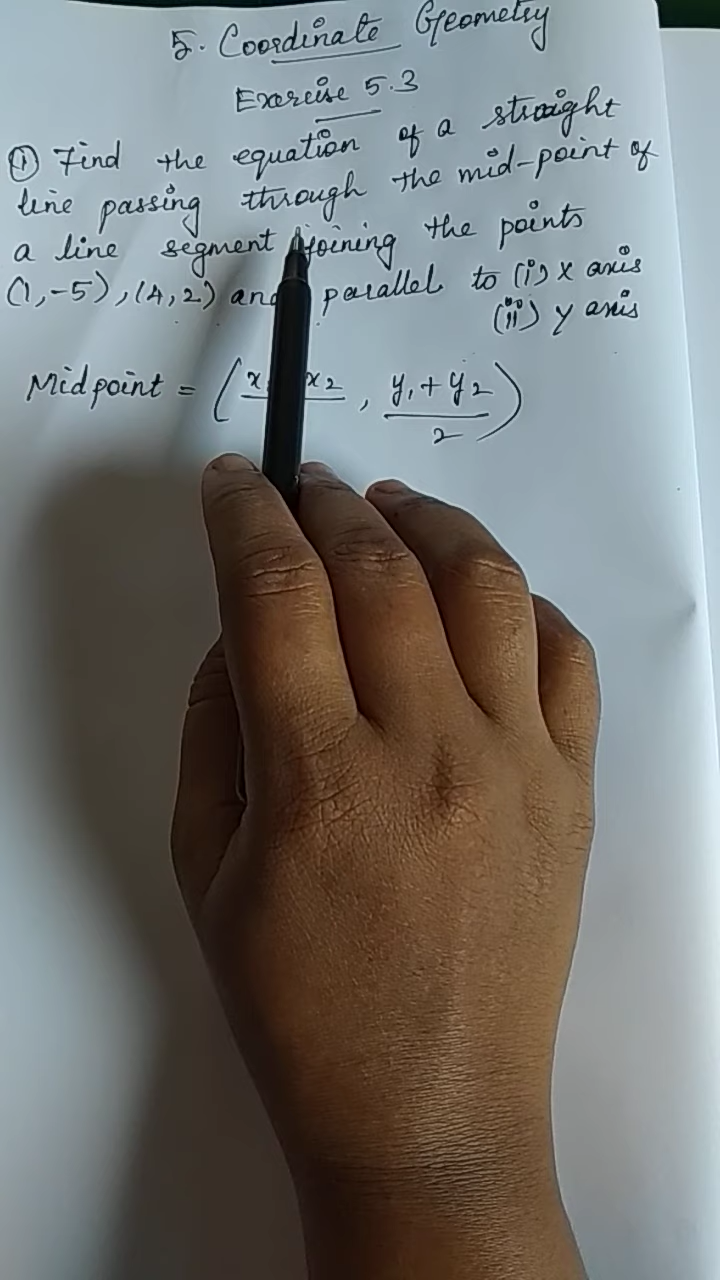 5. Coordinate Geometry
Exercise 5.3
① Find the equation of a straight
line passing through the mid-point of
a line segment joining the points
(1,-5), (4,2) and parallel to (i) X axis
(ii) y axis
Midpoint = ( x x2 , y1 + y2 / 2 )